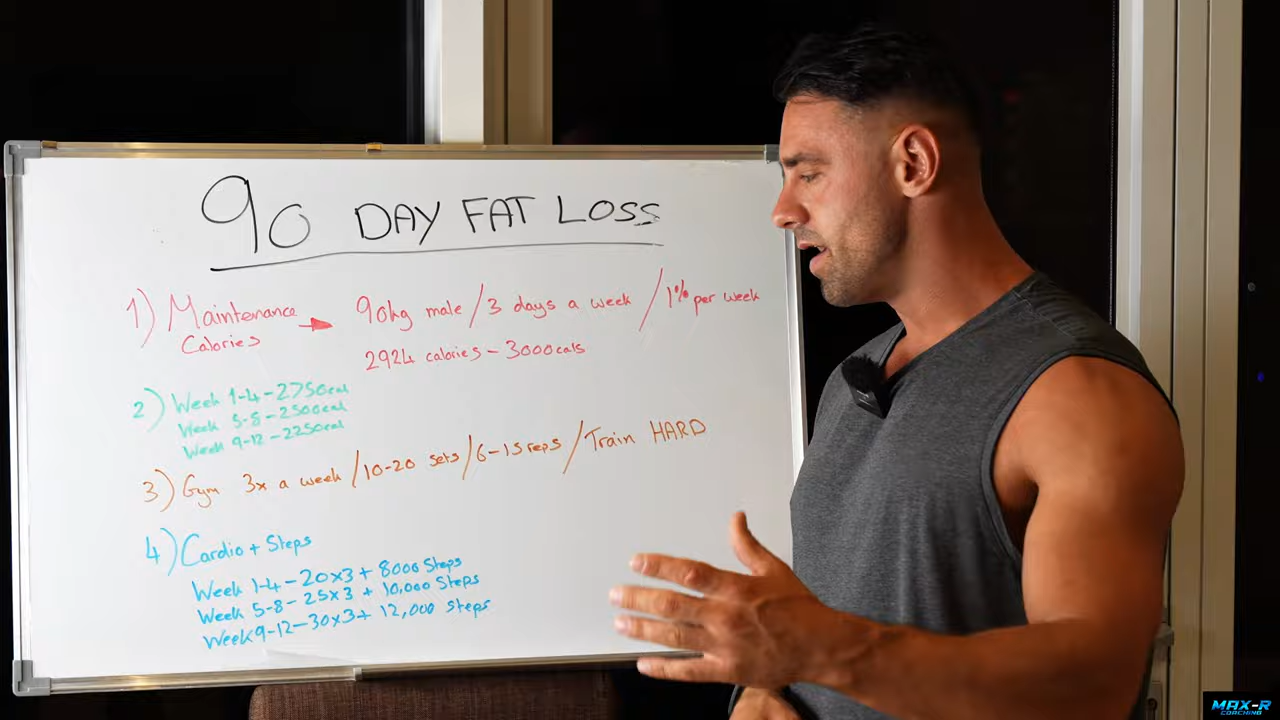 90 DAY FAT LOSS
1) Maintenance Calories → 90kg male / 3 days a week / 1% per week
2924 calories - 3000cals
2) Week 1-4 - 2750cal
Week 5-8 - 2500cal
Week 9-12 - 2250cal
3) Gym 3x a week / 10-20 sets / 6-15 reps / Train HARD
4) Cardio + Steps
Week 1-4 - 20x3 + 8000 Steps
Week 5-8 - 25x3 + 10,000 Steps
Week 9-12 - 30x3 + 12,000 steps
MAX-R
COACHING